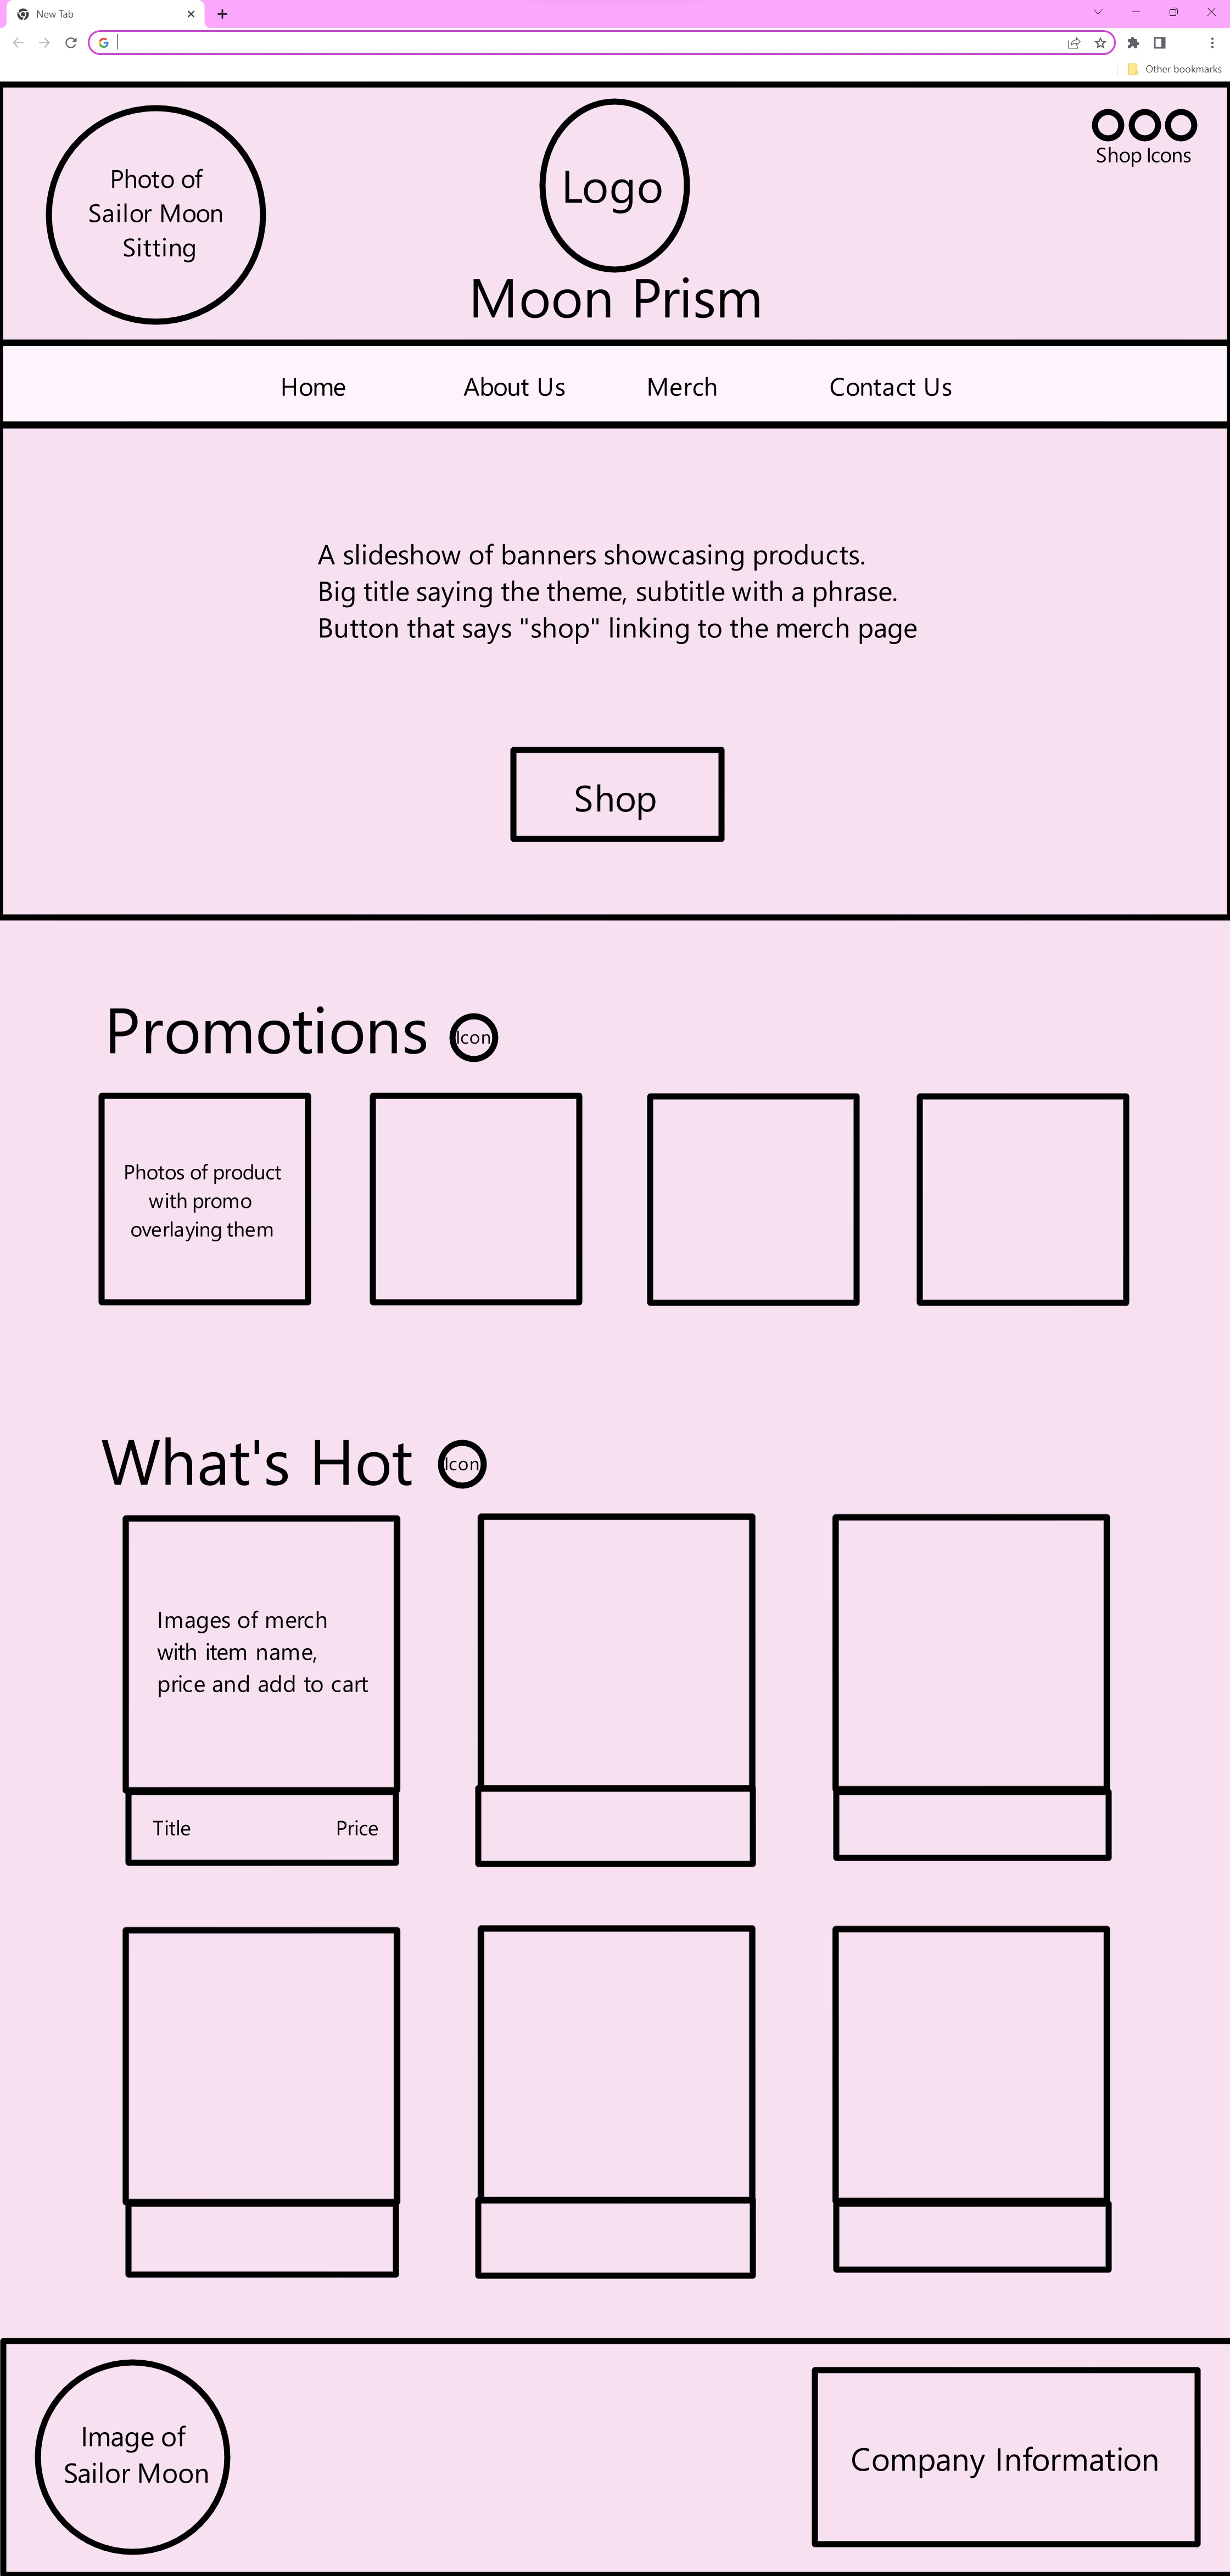 New Tab
Other bookmarks
Photo of
Sailor Moon
Sitting
Logo
Moon Prism
Shop Icons
Home About Us Merch Contact Us
A slideshow of banners showcasing products.
Big title saying the theme, subtitle with a phrase.
Button that says "shop" linking to the merch page
Shop
Promotions Icon
Photos of product
with promo
overlaying them
What's Hot Icon
Images of merch
with item name,
price and add to cart
Title Price
Image of
Sailor Moon
Company Information